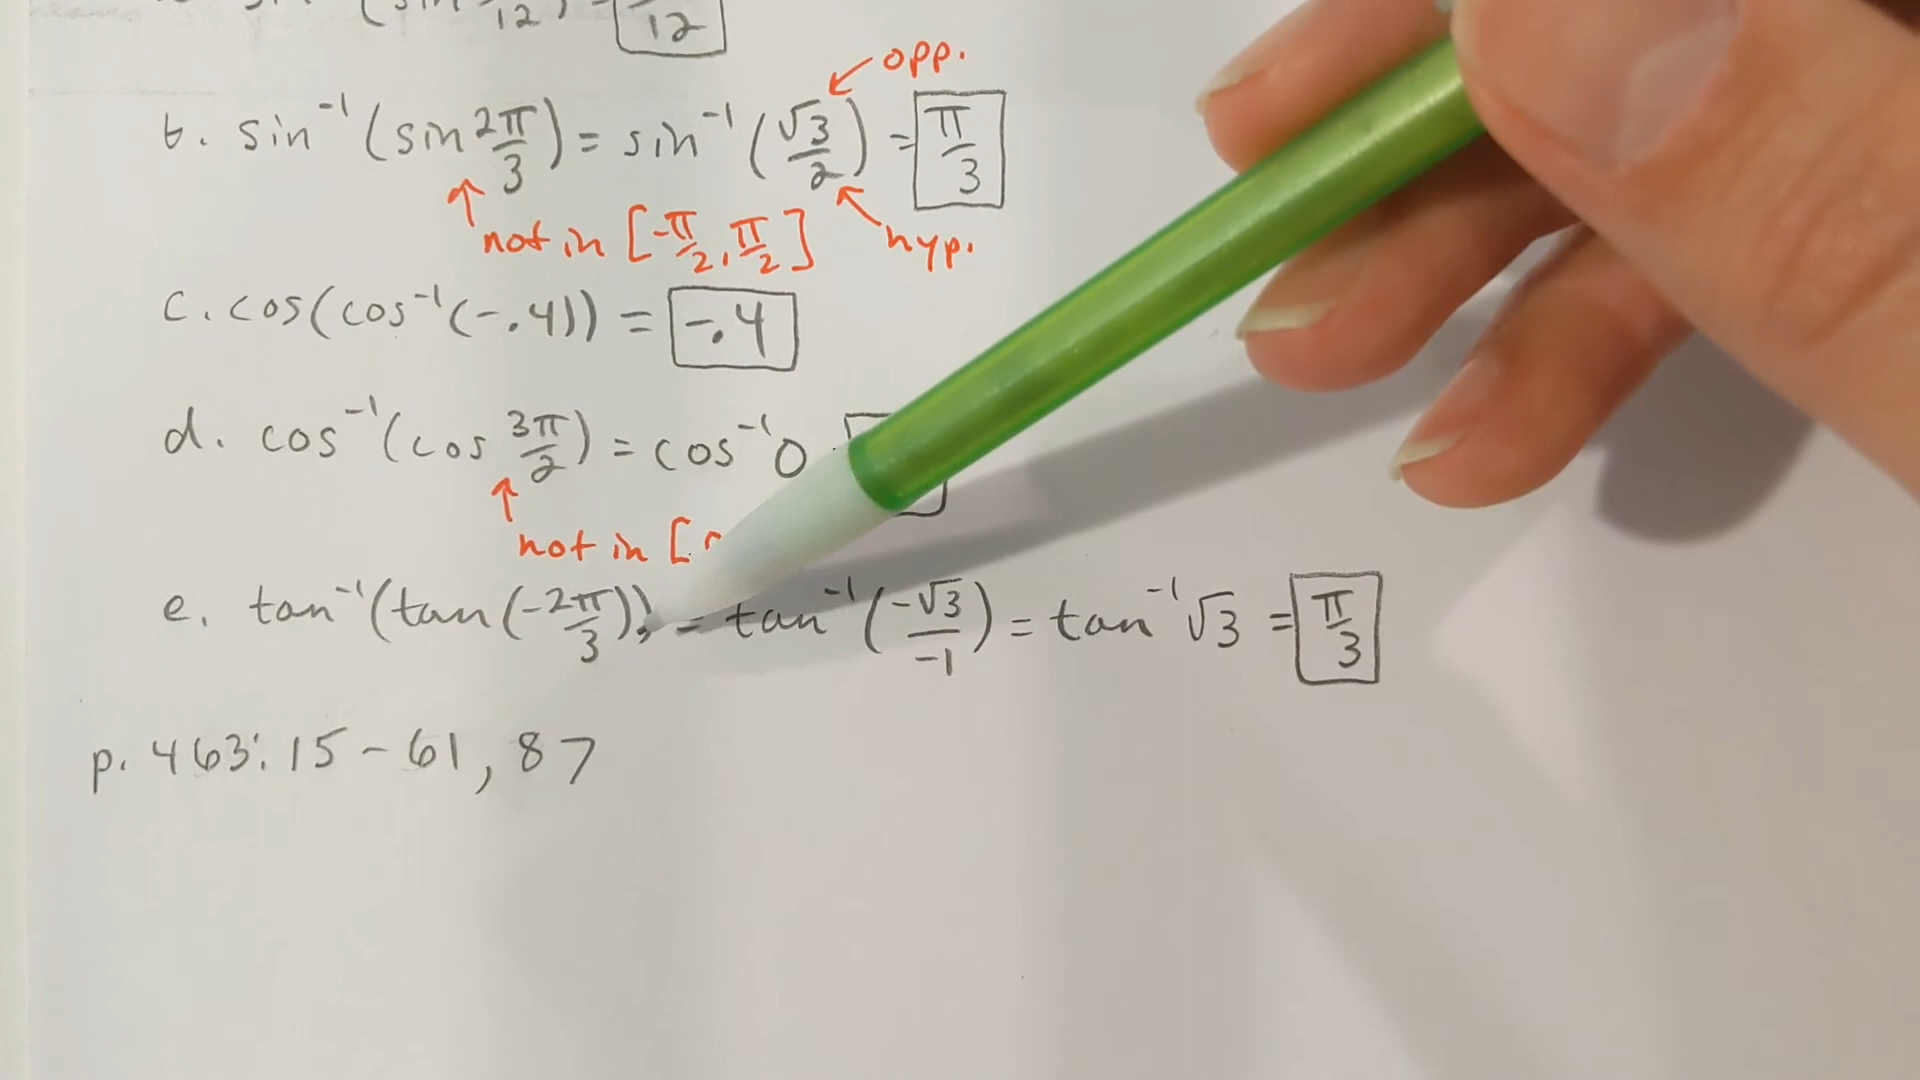 12 12
opp.
b. sin⁻¹(sin 2π/3) = sin⁻¹(√3/2) = π/3
not in [-π/2, π/2] hyp.
c. cos(cos⁻¹(-.4)) = -.4
d. cos⁻¹(cos 3π/2) = cos⁻¹0
not in [
e. tan⁻¹(tan(-2π/3)) = tan⁻¹(-√3/-1) = tan⁻¹√3 = π/3
p. 463: 15-61, 87